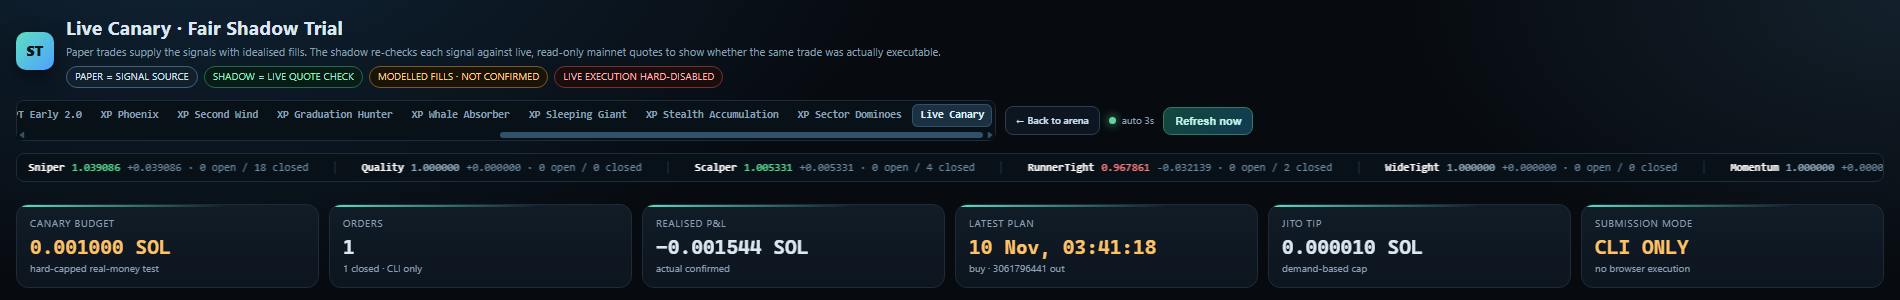 ST
Live Canary · Fair Shadow Trial
Paper trades supply the signals with idealised fills. The shadow re-checks each signal against live, read-only mainnet quotes to show whether the same trade was actually executable.
PAPER = SIGNAL SOURCE SHADOW = LIVE QUOTE CHECK MODELLED FILLS · NOT CONFIRMED LIVE EXECUTION HARD-DISABLED
T Early 2.0 XP Phoenix XP Second Wind XP Graduation Hunter XP Whale Absorber XP Sleeping Giant XP Stealth Accumulation XP Sector Dominoes Live Canary ← Back to arena auto 3s Refresh now
Sniper 1.039086 +0.039086 · 0 open / 18 closed Quality 1.000000 +0.000000 · 0 open / 0 closed Scalper 1.005331 +0.005331 · 0 open / 4 closed RunnerTight 0.967861 -0.032139 · 0 open / 2 closed WideTight 1.000000 +0.000000 · 0 open / 0 closed Momentum 1.000000 +0.0000
CANARY BUDGET
0.001000 SOL
hard-capped real-money test
ORDERS
1
1 closed · CLI only
REALISED P&L
−0.001544 SOL
actual confirmed
LATEST PLAN
10 Nov, 03:41:18
buy · 3061796441 out
JITO TIP
0.000010 SOL
demand-based cap
SUBMISSION MODE
CLI ONLY
no browser execution